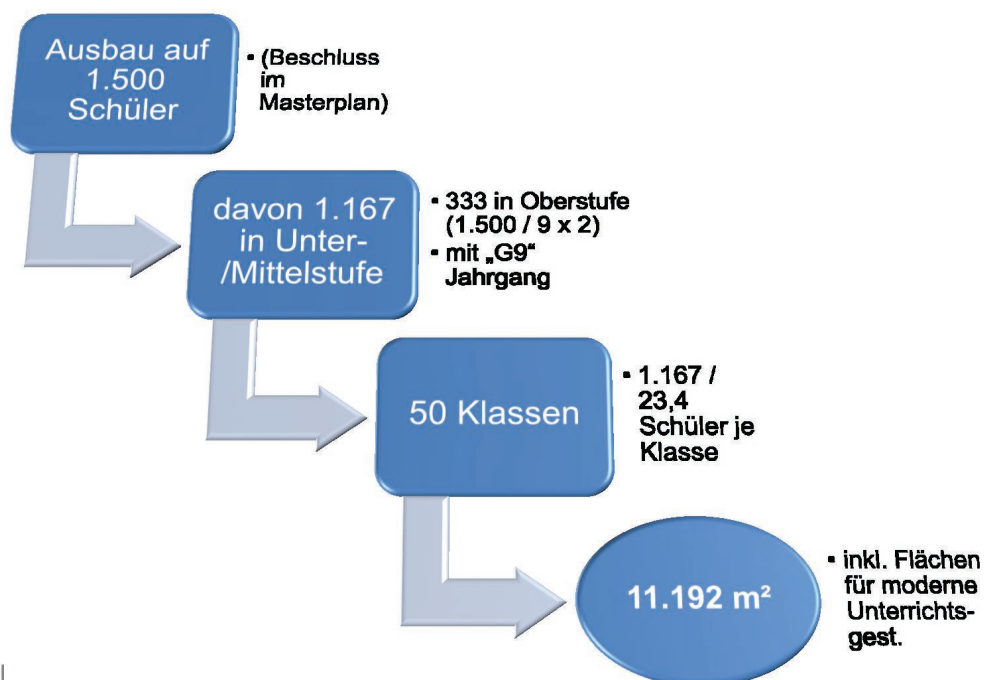 Ausbau auf
1.500
Schüler
▪ (Beschluss
im
Masterplan)
davon 1.167
in Unter-
/Mittelstufe
▪ 333 in Oberstufe
(1.500 / 9 x 2)
▪ mit „G9“
Jahrgang
50 Klassen
▪ 1.167 /
23,4
Schüler je
Klasse
11.192 m²
▪ inkl. Flächen
für moderne
Unterrichts-
gest.